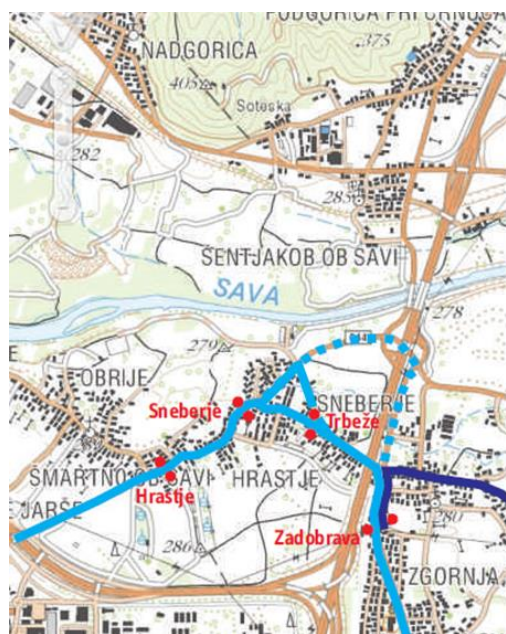 PODGORICA PRI ČRNUČAH
NADGORICA
375
405
Soteska
282
285
ŠENTJAKOB OB SAVI
SAVA
278
279
OBRIJE
Sneberje
SNEBERJE
Trbeže
ŠMARTNO OB SAVI
HRASTJE
Hrastje
JARŠE
280
286
Zadobrava
ZGORNJA